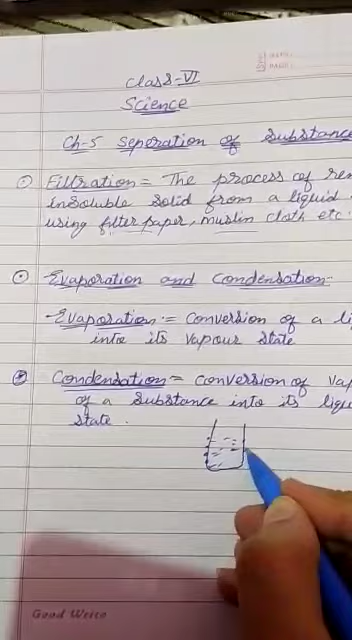 Class-VI
Science
Ch-5 Seperation of Substance
Filtration = The process of
insoluble solid from a liquid
using filter paper, muslin cloth etc.
Evaporation and Condensation
Evaporation := Conversion of a
into its vapour state
Condensation = Conversion of
of a Substance into its
state.
Good Write